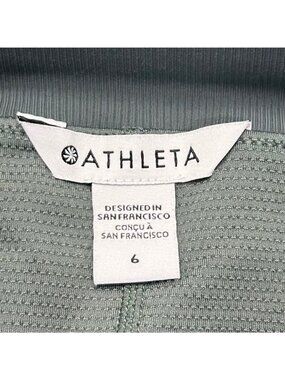 ATHLETA
DESIGNED IN
SAN FRANCISCO
CONÇU À
SAN FRANCISCO
6